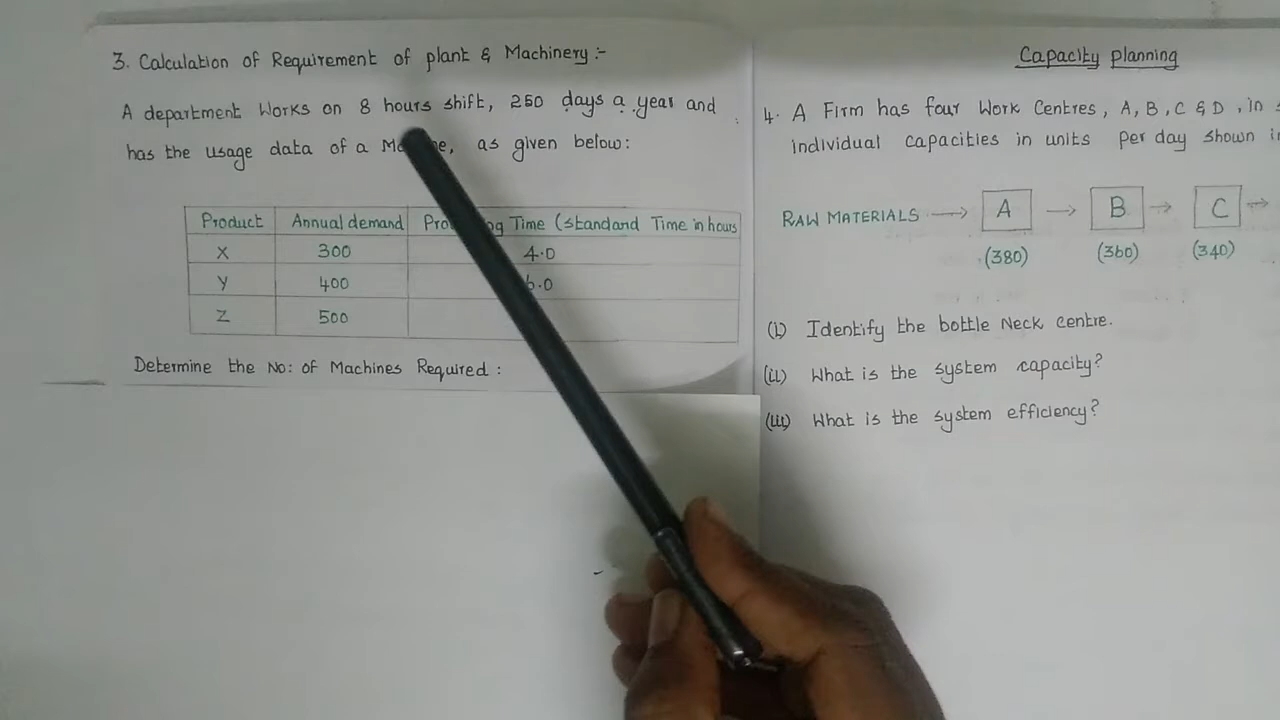 3. Calculation of Requirement of plant & Machinery :-
A department Works on 8 hours shift, 250 days a year and
has the usage data of a , as given below:
Product Annual demand Time (standard Time in hours
X 300 4.0
Y 400 6.0
Z 500
Determine the No: of Machines Required :
Capacity planning
4. A Firm has four Work Centres, A, B, C & D, in
individual capacities in units per day shown
RAW MATERIALS → A → B → C →
(380) (360) (340)
(i) Identify the bottle Neck centre.
(ii) What is the system capacity?
(iii) What is the system efficiency?